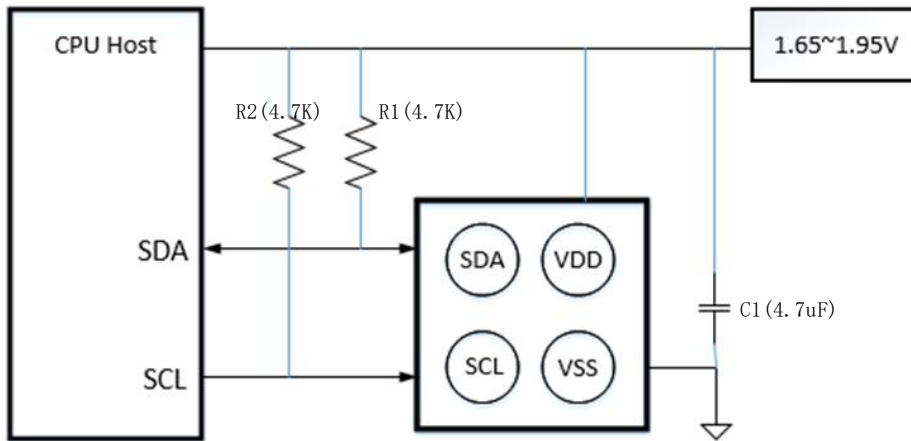 CPU Host
1.65~1.95V
R2(4.7K)
R1(4.7K)
SDA
SDA
VDD
C1(4.7uF)
SCL
SCL
VSS